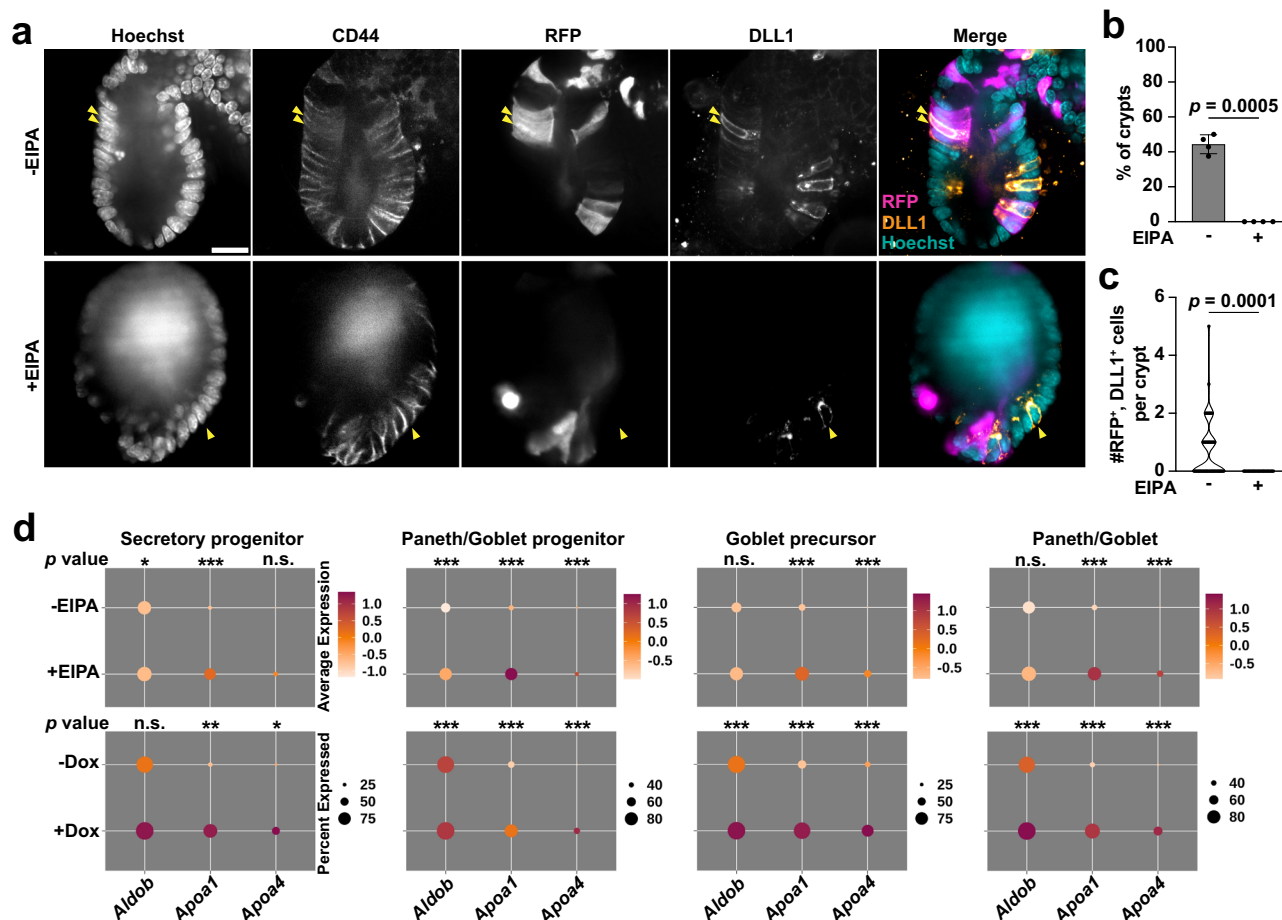 a
Hoechst CD44 RFP DLL1 Merge
-EIPA
RFP
DLL1
Hoechst
+EIPA
b
% of crypts
100
80
60
40
20
0
p = 0.0005
EIPA - +
c
#RFP⁺, DLL1⁺ cells
per crypt
6
4
2
0
p = 0.0001
EIPA - +
d
Secretory progenitor Paneth/Goblet progenitor Goblet precursor Paneth/Goblet
p value * *** n.s. *** *** *** n.s. *** *** n.s. *** ***
-EIPA
+EIPA
Average Expression
1.0
0.5
0.0
-0.5
-1.0
1.0
0.5
0.0
-0.5
1.0
0.5
0.0
-0.5
1.0
0.5
0.0
-0.5
p value n.s. ** * *** *** *** *** *** *** *** *** ***
-Dox
+Dox
Percent Expressed
25
50
75
40
60
80
25
50
75
40
60
80
Aldob Apoa1 Apoa4 Aldob Apoa1 Apoa4 Aldob Apoa1 Apoa4 Aldob Apoa1 Apoa4